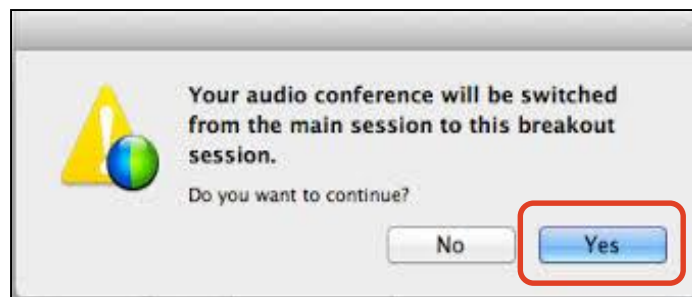 Your audio conference will be switched
from the main session to this breakout
session.
Do you want to continue?
No
Yes